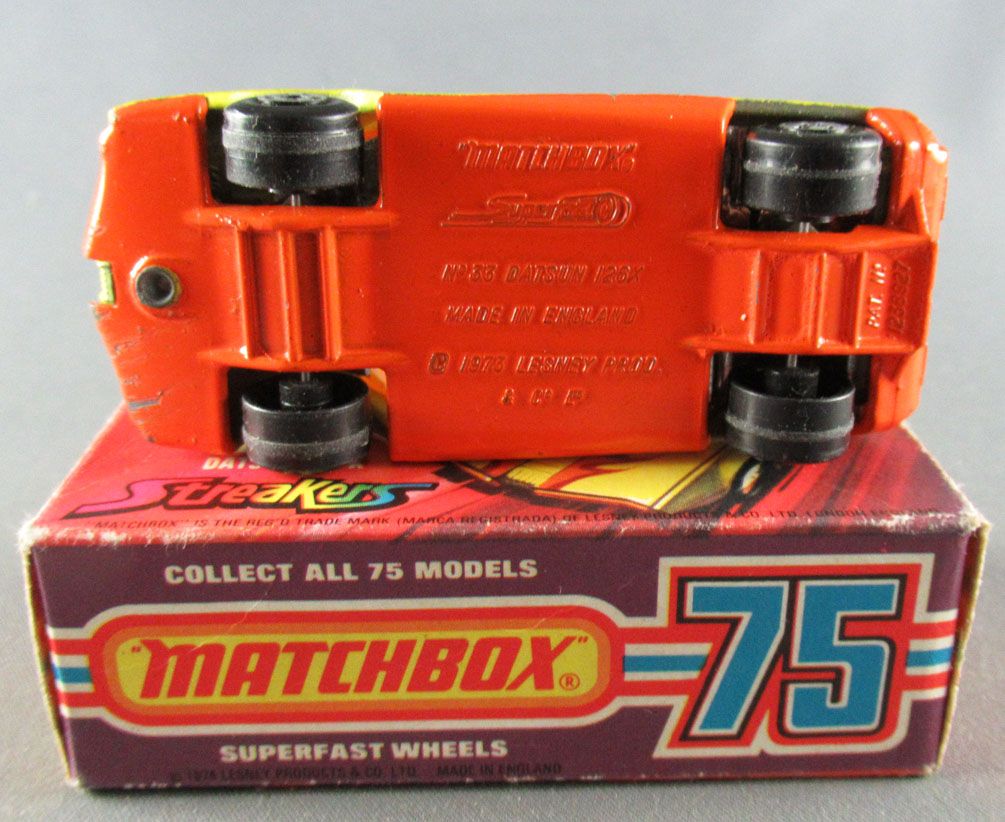 "MATCHBOX"
SuperFast
No 33 DATSUN 126X
MADE IN ENGLAND
© 1973 LESNEY PROD.
& Co Ltd
PAT. No
Streakers
"MATCHBOX" IS THE REG'D TRADE MARK (MARCA REGISTRADA) OF LESNEY PRODUCTS & CO. LTD. LONDON ENGLAND
COLLECT ALL 75 MODELS
"MATCHBOX"®
75
SUPERFAST WHEELS
LESNEY PRODUCTS & CO. LTD. MADE IN ENGLAND